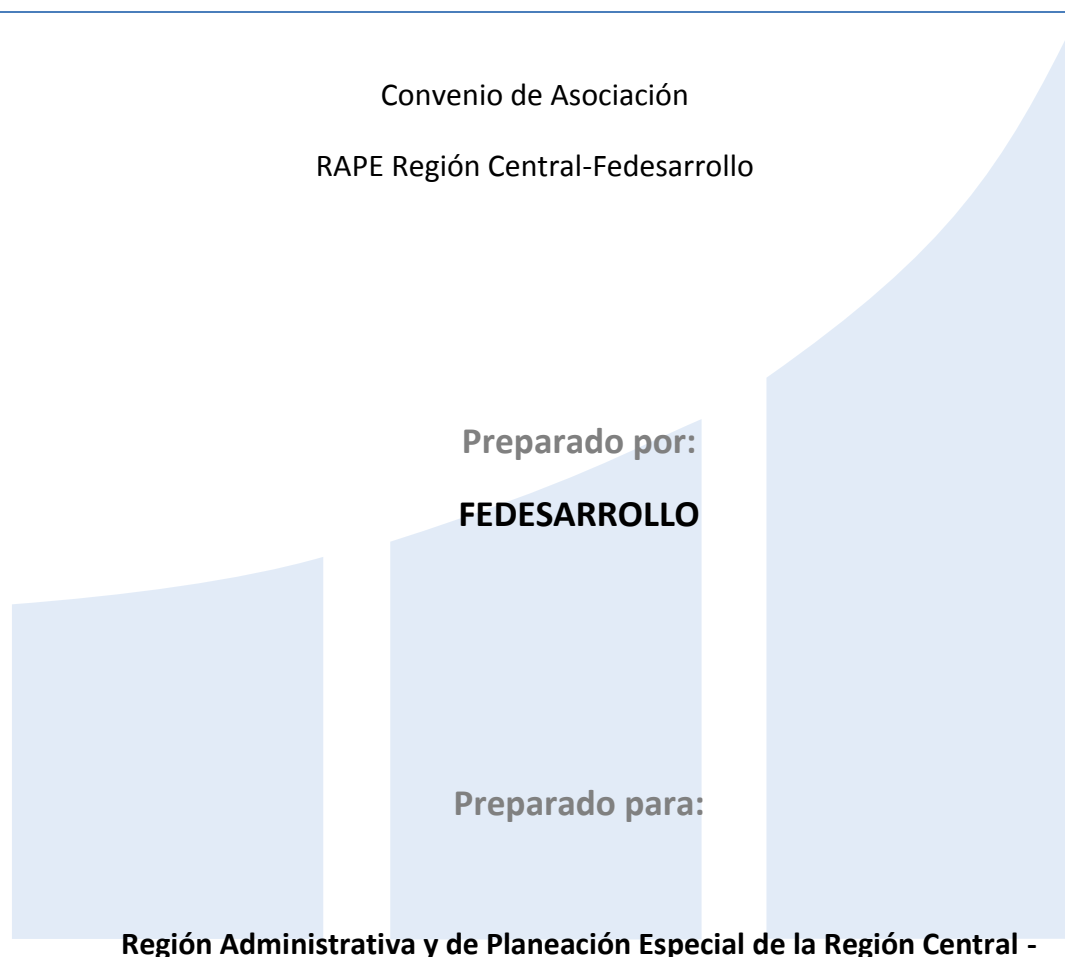 Convenio de Asociación
RAPE Región Central-Fedesarrollo
Preparado por:
FEDESARROLLO
Preparado para:
Región Administrativa y de Planeación Especial de la Región Central -